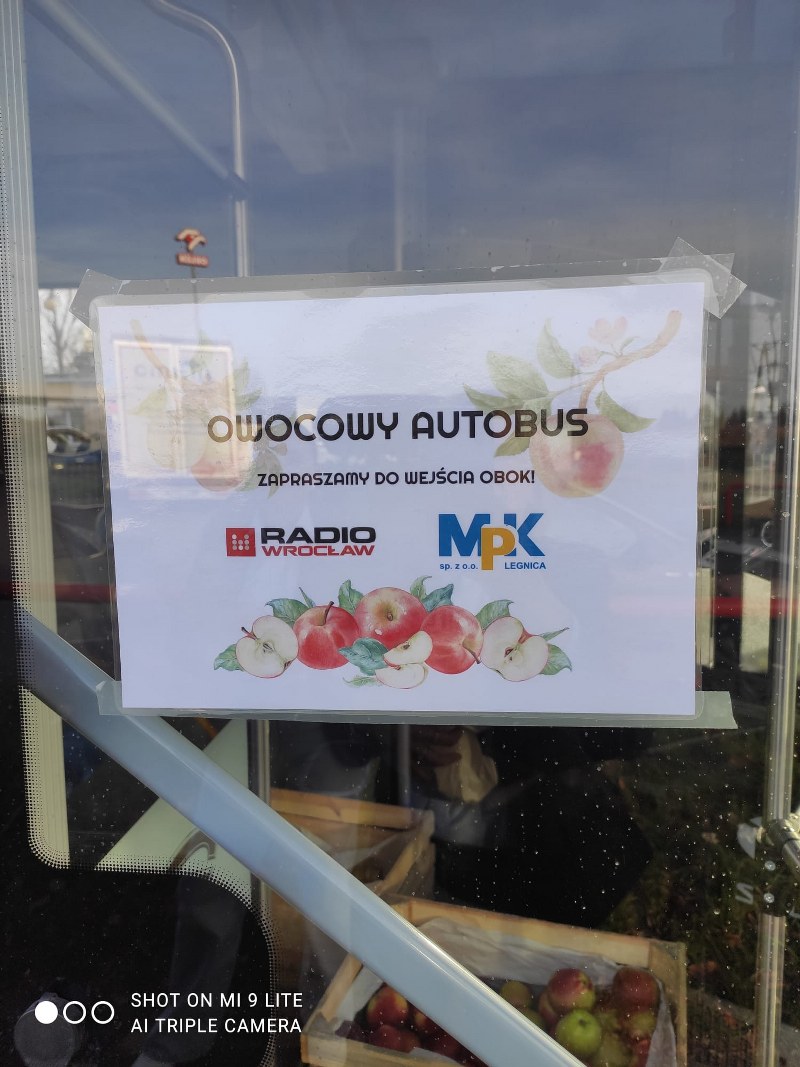 OWOCOWY AUTOBUS
ZAPRASZAMY DO WEJŚCIA OBOK!
RADIO
WROCŁAW
MPK
sp. z o.o. LEGNICA
SHOT ON MI 9 LITE
AI TRIPLE CAMERA